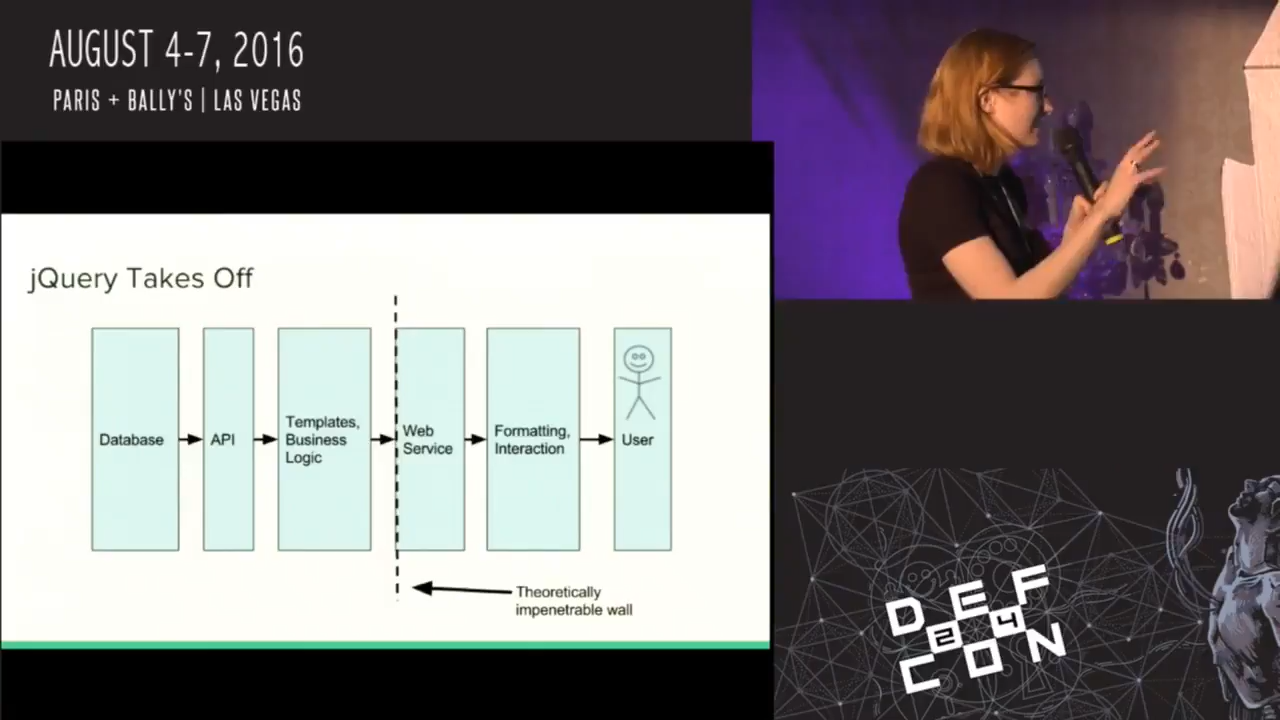 AUGUST 4-7, 2016
PARIS + BALLY'S | LAS VEGAS
jQuery Takes Off
Database
API
Templates,
Business
Logic
Web
Service
Formatting,
Interaction
User
Theoretically
impenetrable wall
DEF
24
CON